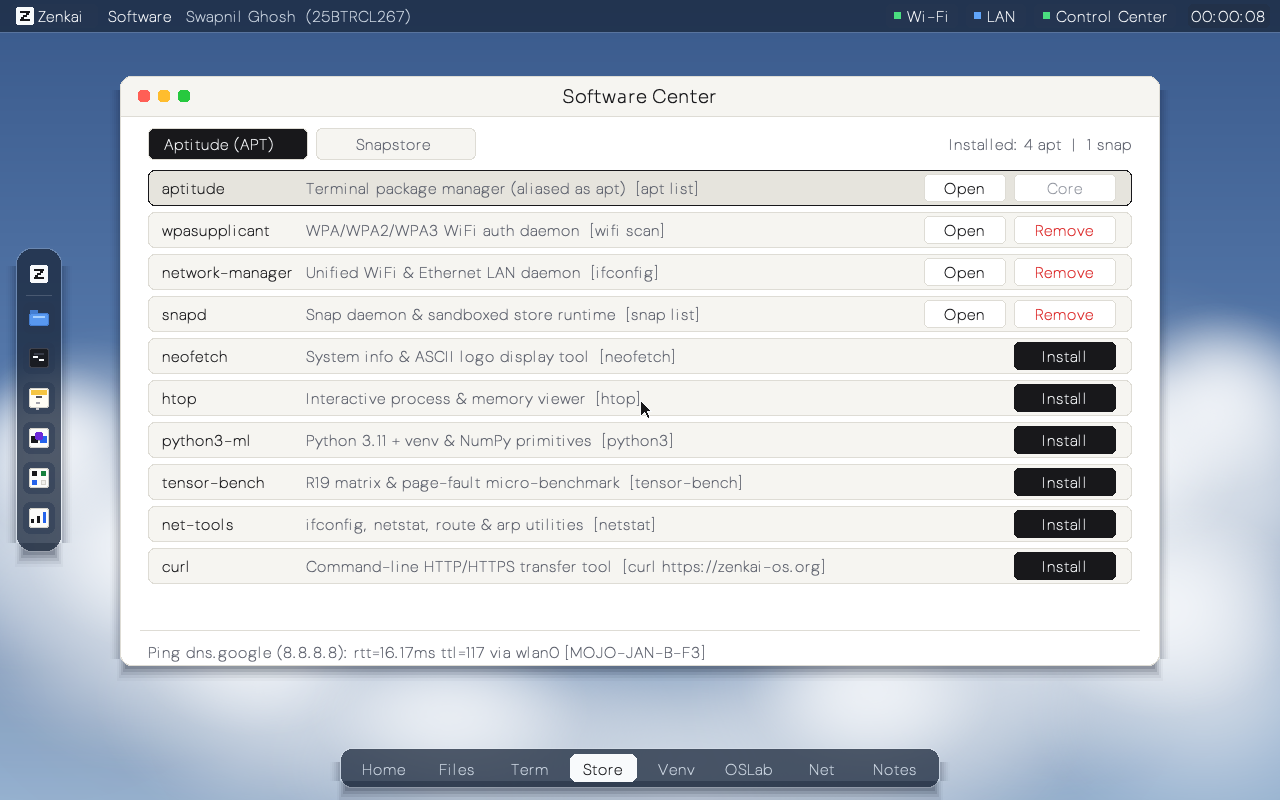 Z Zenkai Software Swapnil Ghosh (25BTRCL267) Wi-Fi LAN Control Center 00:00:08
Software Center
Aptitude (APT) Snapstore Installed: 4 apt | 1 snap
aptitude Terminal package manager (aliased as apt) [apt list] Open Core
wpasupplicant WPA/WPA2/WPA3 WiFi auth daemon [wifi scan] Open Remove
network-manager Unified WiFi & Ethernet LAN daemon [ifconfig] Open Remove
snapd Snap daemon & sandboxed store runtime [snap list] Open Remove
neofetch System info & ASCII logo display tool [neofetch] Install
htop Interactive process & memory viewer [htop] Install
python3-ml Python 3.11 + venv & NumPy primitives [python3] Install
tensor-bench R19 matrix & page-fault micro-benchmark [tensor-bench] Install
net-tools ifconfig, netstat, route & arp utilities [netstat] Install
curl Command-line HTTP/HTTPS transfer tool [curl https://zenkai-os.org] Install
Ping dns.google (8.8.8.8): rtt=16.17ms ttl=117 via wlan0 [MOJO-JAN-B-F3]
Z
Home Files Term Store Venv OSLab Net Notes